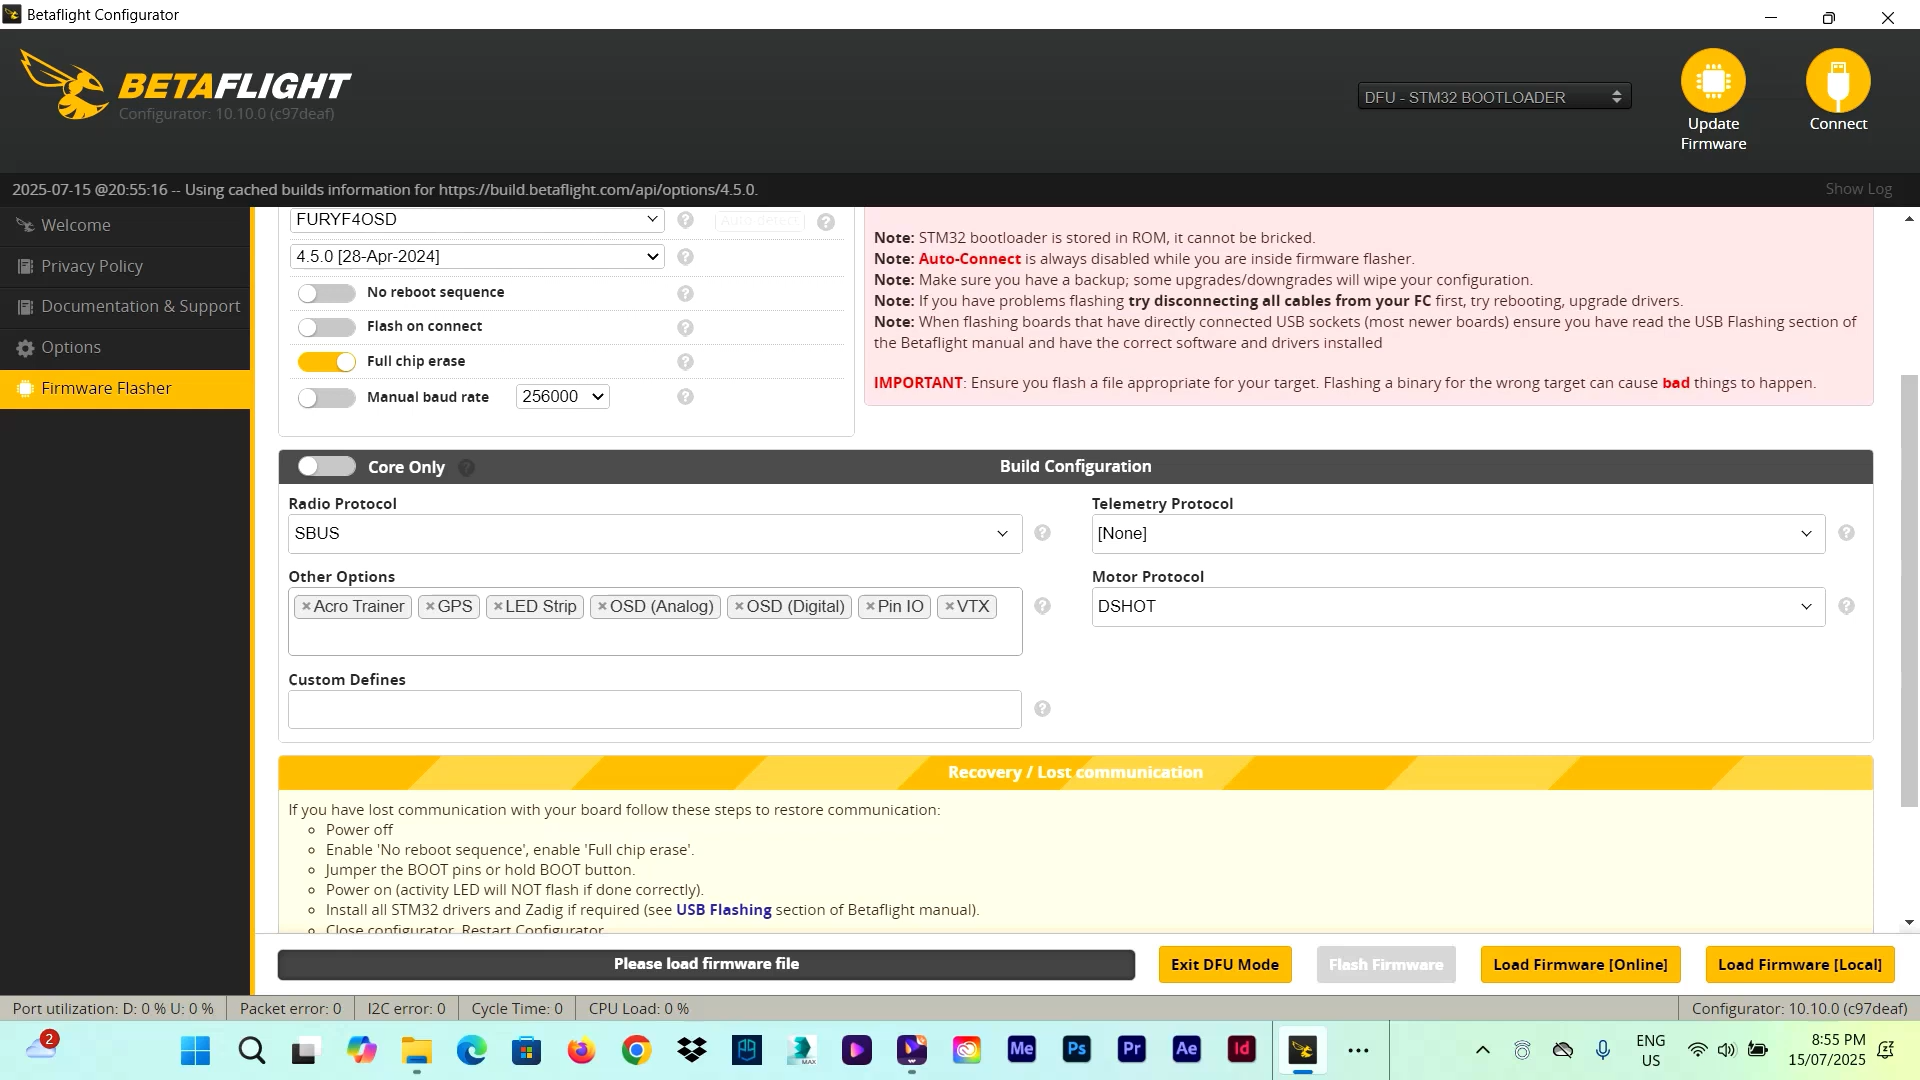 Betaflight Configurator
BETAFLIGHT
Configurator: 10.10.0 (c97deaf)
DFU - STM32 BOOTLOADER
Update
Firmware
Connect
2025-07-15 @20:55:16 -- Using cached builds information for https://build.betaflight.com/api/options/4.5.0.
Show Log
Welcome
Privacy Policy
Documentation & Support
Options
Firmware Flasher
FURYF4OSD
Auto-detect
4.5.0 [28-Apr-2024]
No reboot sequence
Flash on connect
Full chip erase
Manual baud rate
256000
Note: STM32 bootloader is stored in ROM, it cannot be bricked.
Note: Auto-Connect is always disabled while you are inside firmware flasher.
Note: Make sure you have a backup; some upgrades/downgrades will wipe your configuration.
Note: If you have problems flashing try disconnecting all cables from your FC first, try rebooting, upgrade drivers.
Note: When flashing boards that have directly connected USB sockets (most newer boards) ensure you have read the USB Flashing section of
the Betaflight manual and have the correct software and drivers installed
IMPORTANT: Ensure you flash a file appropriate for your target. Flashing a binary for the wrong target can cause bad things to happen.
Core Only
Build Configuration
Radio Protocol
SBUS
Telemetry Protocol
[None]
Other Options
×Acro Trainer ×GPS ×LED Strip ×OSD (Analog) ×OSD (Digital) ×Pin IO ×VTX
Motor Protocol
DSHOT
Custom Defines
Recovery / Lost communication
If you have lost communication with your board follow these steps to restore communication:
Power off
Enable 'No reboot sequence', enable 'Full chip erase'.
Jumper the BOOT pins or hold BOOT button.
Power on (activity LED will NOT flash if done correctly).
Install all STM32 drivers and Zadig if required (see USB Flashing section of Betaflight manual).
Close configurator, Restart Configurator
Please load firmware file
Exit DFU Mode
Flash Firmware
Load Firmware [Online]
Load Firmware [Local]
Port utilization: D: 0 % U: 0 %
Packet error: 0
I2C error: 0
Cycle Time: 0
CPU Load: 0 %
Configurator: 10.10.0 (c97deaf)
2
MAX
Me
Ps
Pr
Ae
Id
ENG
US
8:55 PM
15/07/2025